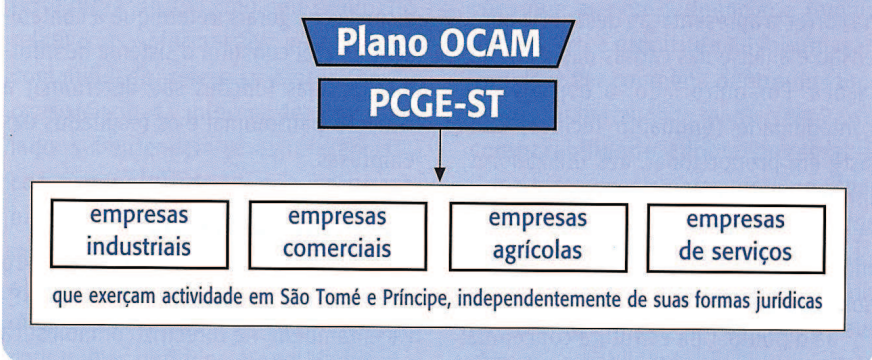 Plano OCAM
PCGE-ST
empresas
industriais
empresas
comerciais
empresas
agrícolas
empresas
de serviços
que exerçam actividade em São Tomé e Príncipe, independentemente de suas formas jurídicas